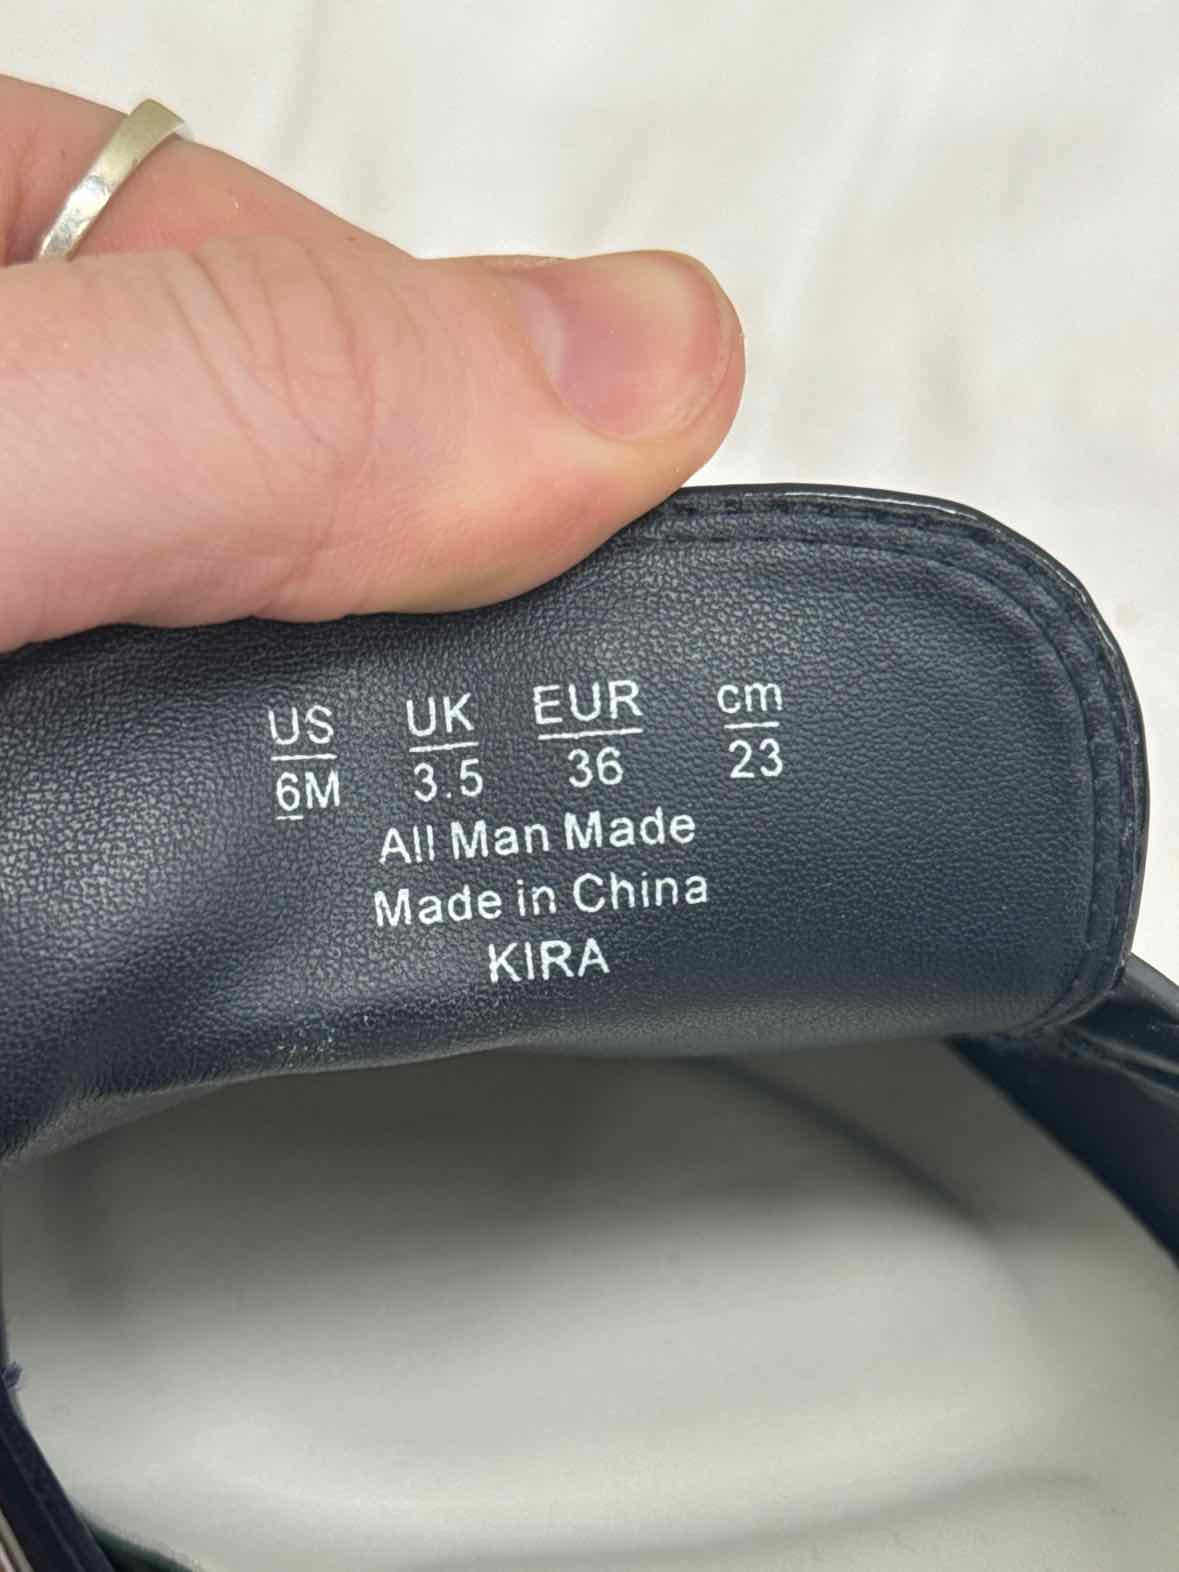 US UK EUR cm
6M 3.5 36 23
All Man Made
Made in China
KIRA